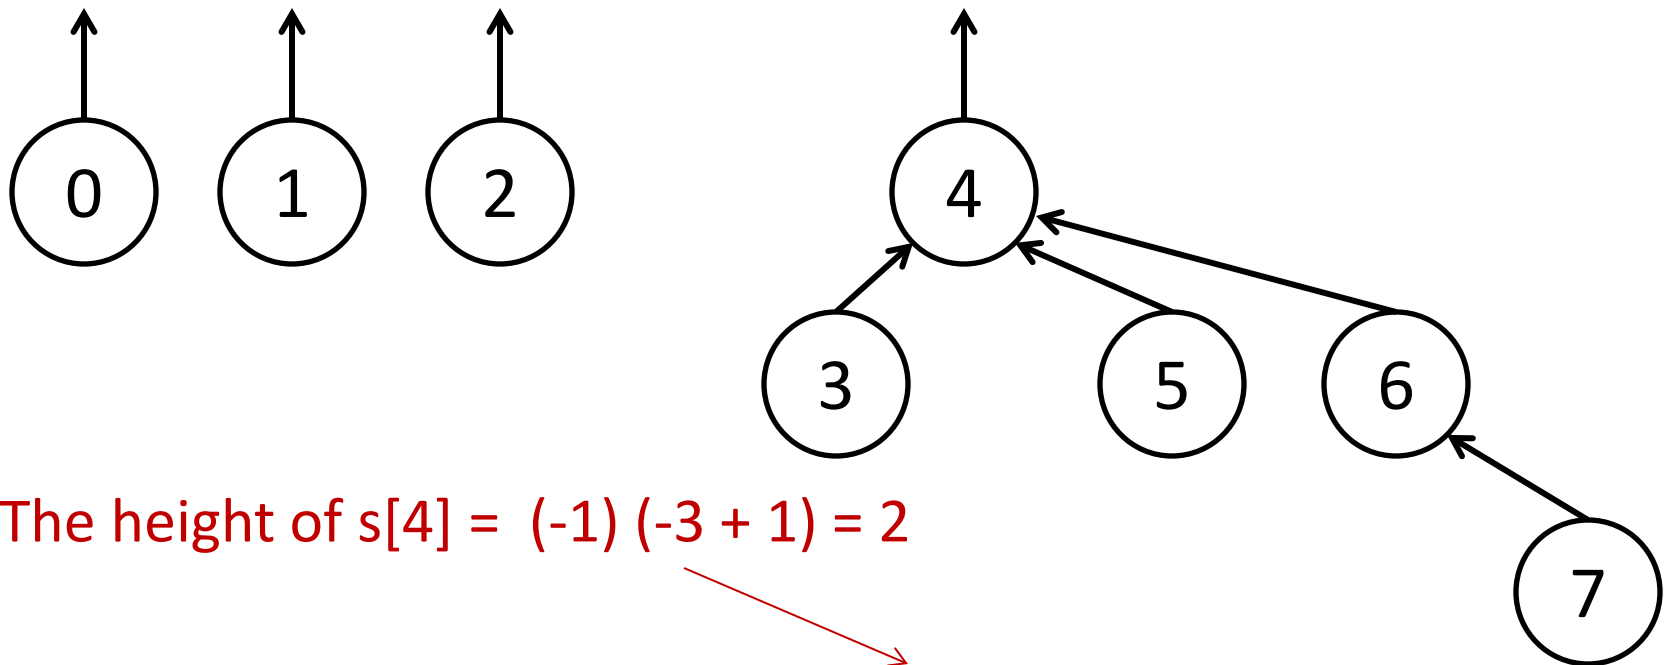 0 1 2 4
3 5 6
The height of s[4] = (-1) (-3 + 1) = 2
7